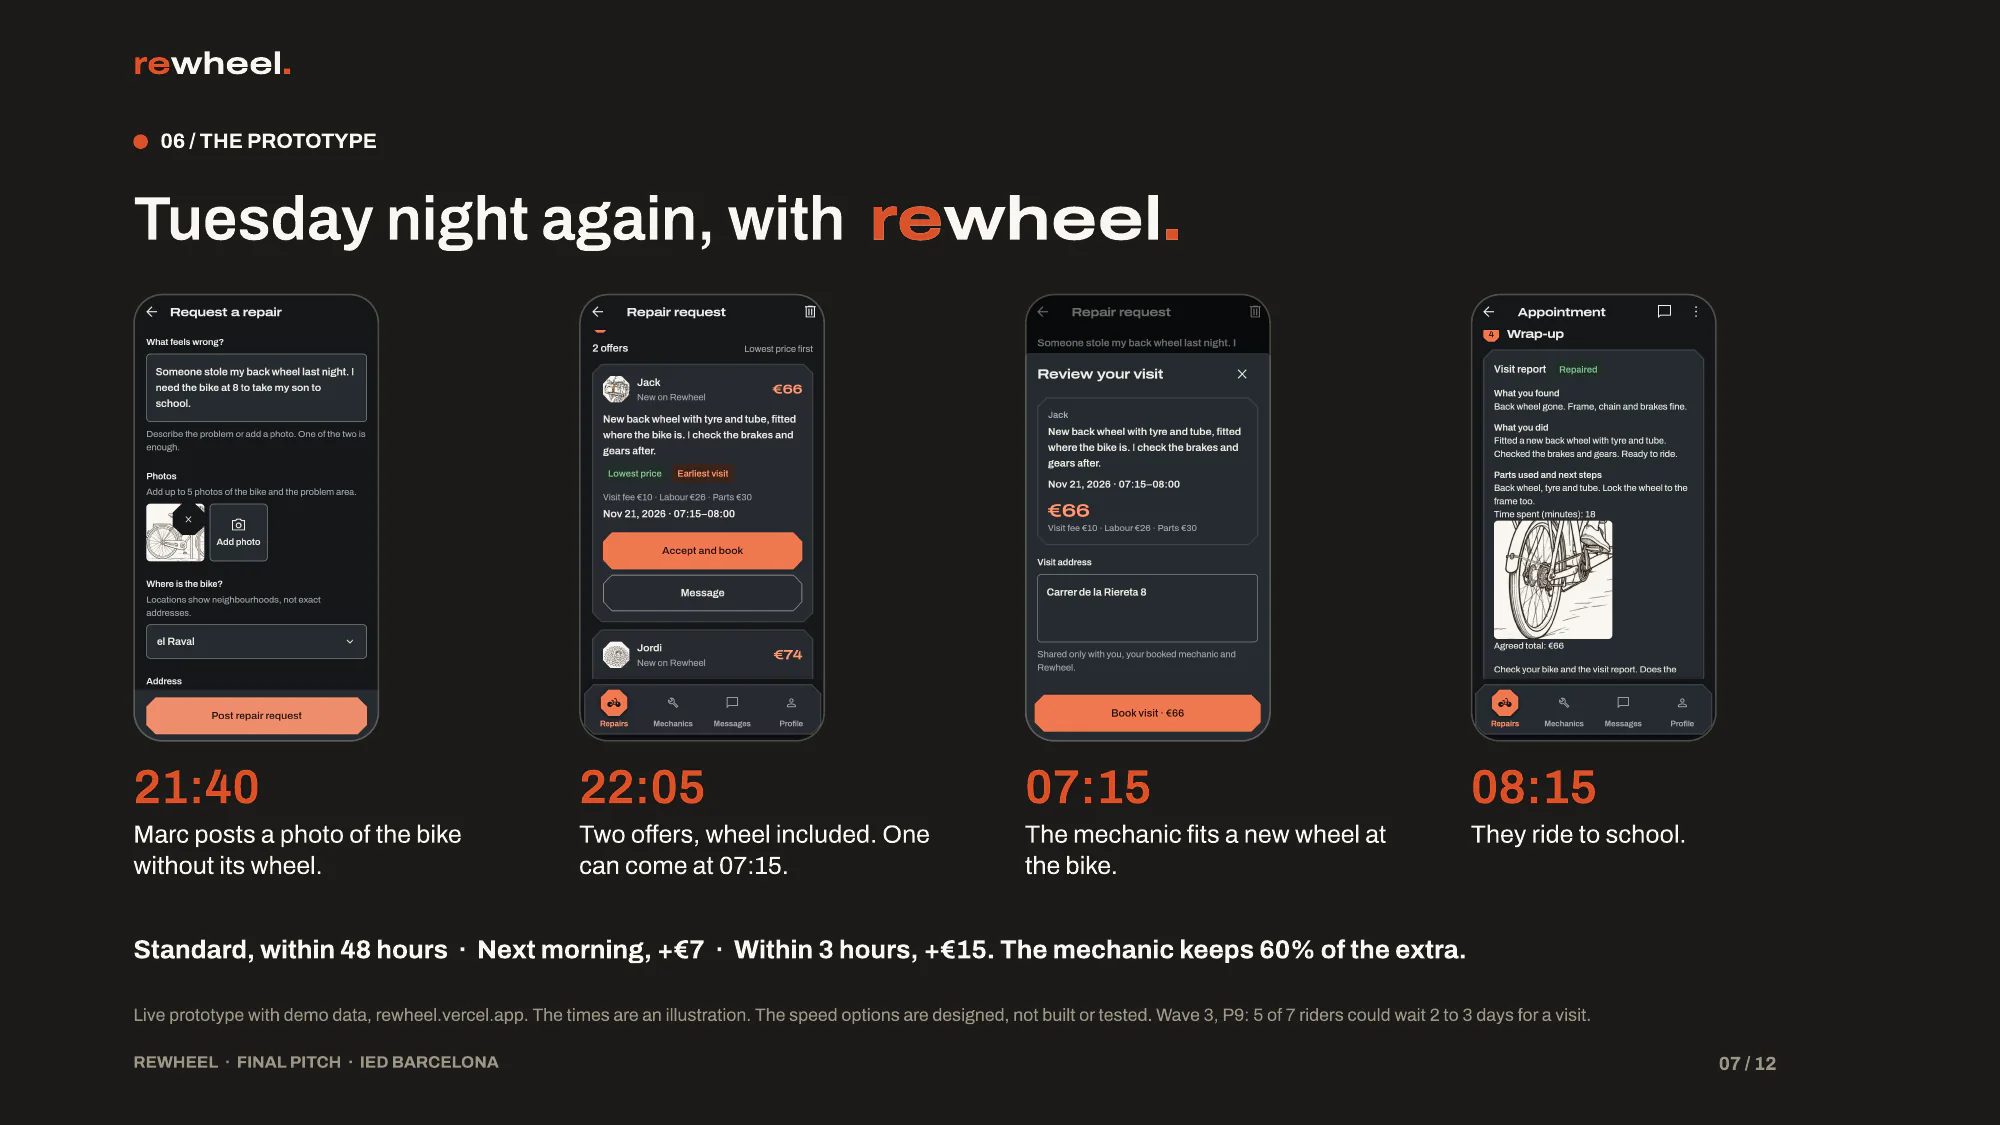 rewheel.
06 / THE PROTOTYPE
Tuesday night again, with rewheel.
Request a repair
What feels wrong?
Someone stole my back wheel last night. I
need the bike at 8 to take my son to
school.
Describe the problem or add a photo. One of the two is
enough.
Photos
Add up to 5 photos of the bike and the problem area.
Add photo
Where is the bike?
Locations show neighbourhoods, not exact
addresses.
el Raval
Address
Post repair request
Repair request
2 offers
Lowest price first
Jack
New on Rewheel
€66
New back wheel with tyre and tube, fitted
where the bike is. I check the brakes and
gears after.
Lowest price
Earliest visit
Visit fee €10 · Labour €26 · Parts €30
Nov 21, 2026 · 07:15–08:00
Accept and book
Message
Jordi
New on Rewheel
€74
Repairs
Mechanics
Messages
Profile
Repair request
Someone stole my back wheel last night. I
Review your visit
Jack
New back wheel with tyre and tube, fitted
where the bike is. I check the brakes and
gears after.
Nov 21, 2026 · 07:15–08:00
€66
Visit fee €10 · Labour €26 · Parts €30
Visit address
Carrer de la Riereta 8
Shared only with you, your booked mechanic and
Rewheel.
Book visit · €66
Appointment
4 Wrap-up
Visit report
Repaired
What you found
Back wheel gone. Frame, chain and brakes fine.
What you did
Fitted a new back wheel with tyre and tube.
Checked the brakes and gears. Ready to ride.
Parts used and next steps
Back wheel, tyre and tube. Lock the wheel to the
frame too.
Time spent (minutes): 18
Agreed total: €66
Check your bike and the visit report. Does the
Repairs
Mechanics
Messages
Profile
21:40
Marc posts a photo of the bike
without its wheel.
22:05
Two offers, wheel included. One
can come at 07:15.
07:15
The mechanic fits a new wheel at
the bike.
08:15
They ride to school.
Standard, within 48 hours · Next morning, +€7 · Within 3 hours, +€15. The mechanic keeps 60% of the extra.
Live prototype with demo data, rewheel.vercel.app. The times are an illustration. The speed options are designed, not built or tested. Wave 3, P9: 5 of 7 riders could wait 2 to 3 days for a visit.
REWHEEL · FINAL PITCH · IED BARCELONA
07 / 12